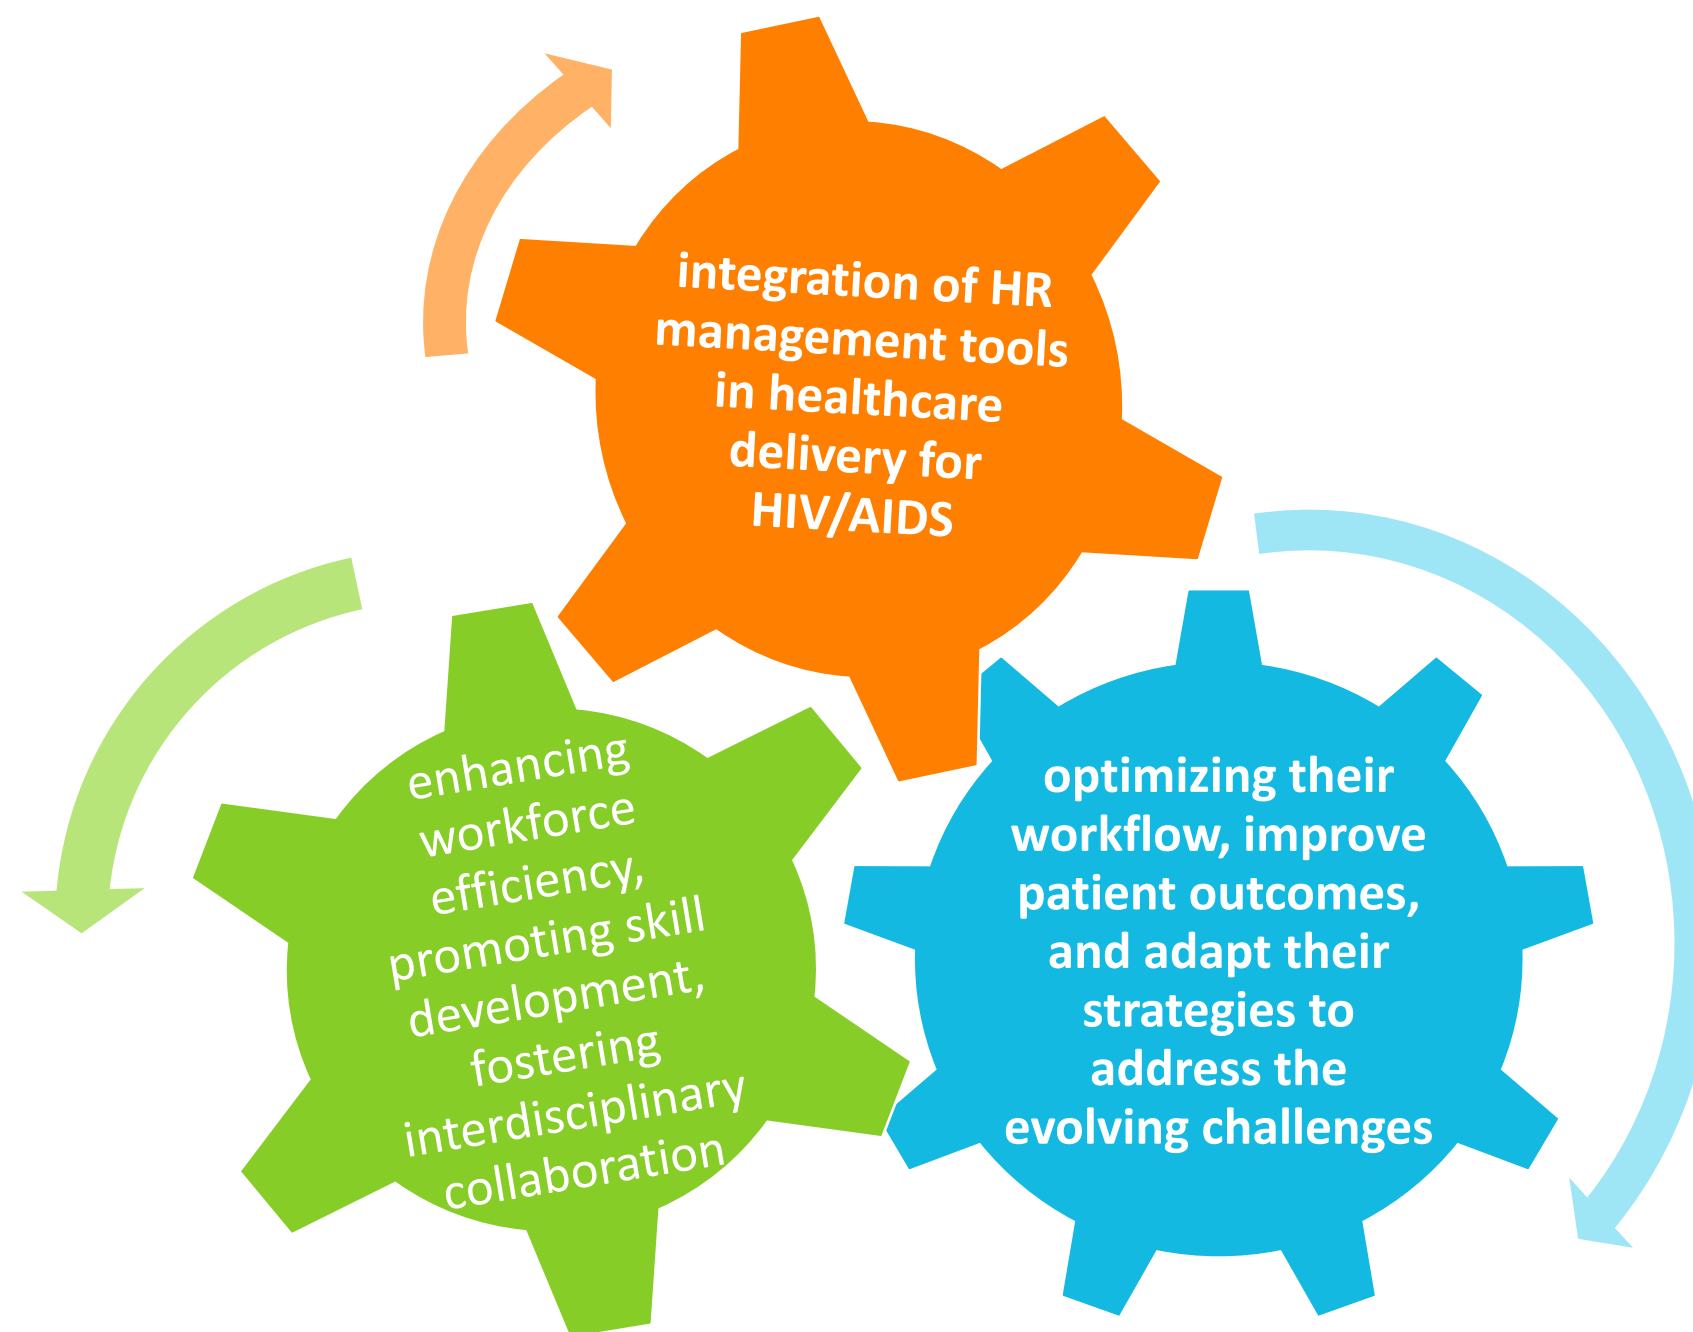 integration of HR
management tools
in healthcare
delivery for
HIV/AIDS
enhancing
workforce
efficiency,
promoting skill
development,
fostering
interdisciplinary
collaboration
optimizing their
workflow, improve
patient outcomes,
and adapt their
strategies to
address the
evolving challenges